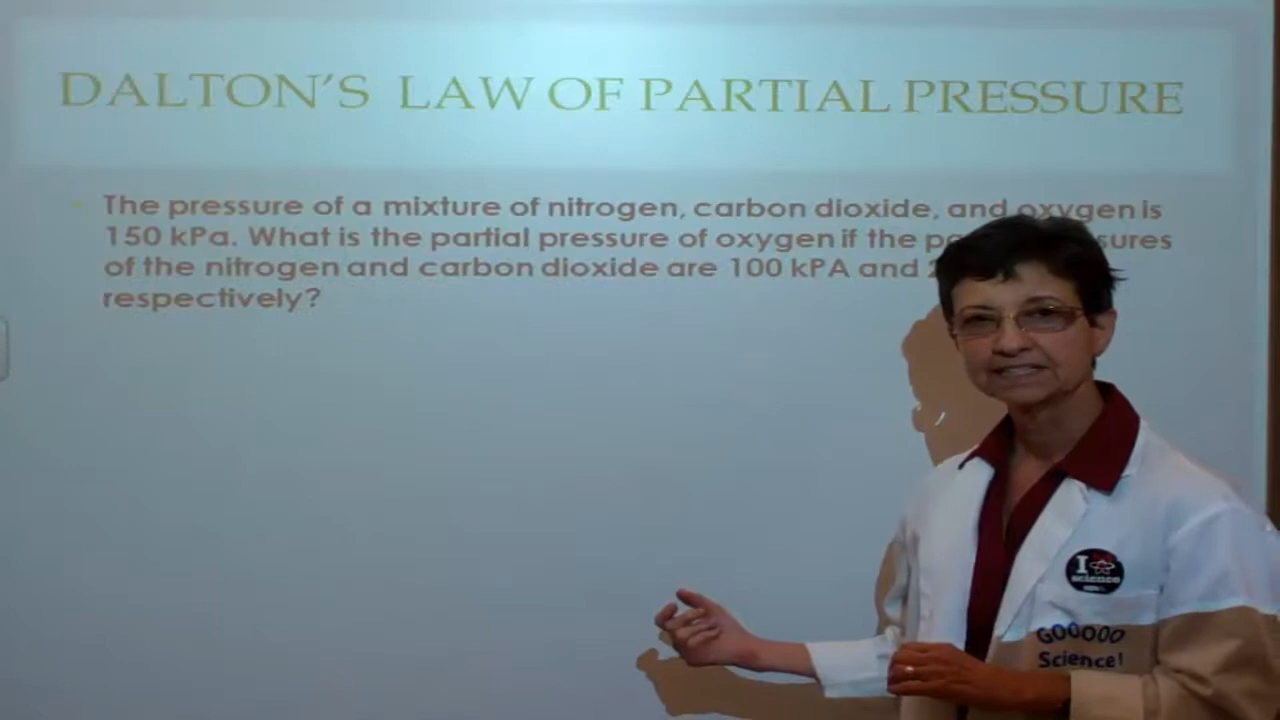 DALTON'S LAW OF PARTIAL PRESSURE
The pressure of a mixture of nitrogen, carbon dioxide, and oxygen is
150 kPa. What is the partial pressure of oxygen if the
of the nitrogen and carbon dioxide are 100 kPA and
respectively?
I
science
GOOOOO
Science!